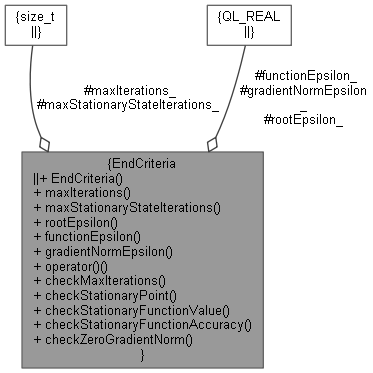 {size_t
||}
{QL_REAL
||}
#maxIterations_
#maxStationaryStateIterations_
#functionEpsilon_
#gradientNormEpsilon
_
#rootEpsilon_
{EndCriteria
||+ EndCriteria()
+ maxIterations()
+ maxStationaryStateIterations()
+ rootEpsilon()
+ functionEpsilon()
+ gradientNormEpsilon()
+ operator()()
+ checkMaxIterations()
+ checkStationaryPoint()
+ checkStationaryFunctionValue()
+ checkStationaryFunctionAccuracy()
+ checkZeroGradientNorm()
}